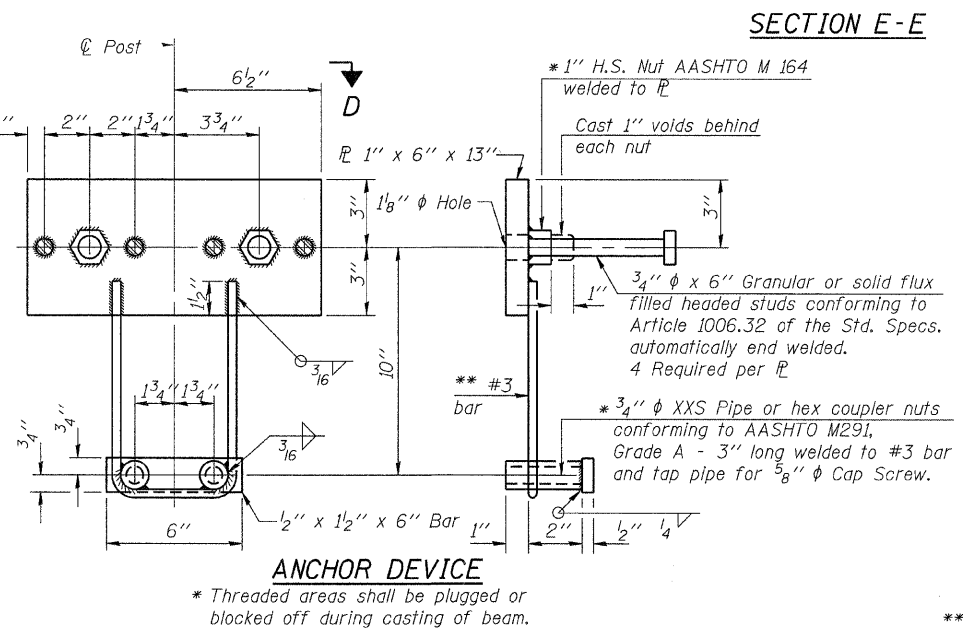 SECTION E-E
℄ Post
6½"
D
* 1" H.S. Nut AASHTO M 164
welded to ⅊
Cast 1" voids behind
each nut
"
2"
2"
1¾"
3¾"
⅊ 1" x 6" x 13"
1⅛" ϕ Hole
3"
3"
3"
1½"
1"
¾" ϕ x 6" Granular or solid flux
filled headed studs conforming to
Article 1006.32 of the Std. Specs.
automatically end welded.
4 Required per ⅊
3/16
10"
** #3
bar
1¾"
1¾"
¾"
¾"
3/16
* ¾" ϕ XXS Pipe or hex coupler nuts
conforming to AASHTO M291,
Grade A - 3" long welded to #3 bar
and tap pipe for ⅝" ϕ Cap Screw.
½" x 1½" x 6" Bar
6"
1"
2"
½"
¼
ANCHOR DEVICE
* Threaded areas shall be plugged or
blocked off during casting of beam.
**